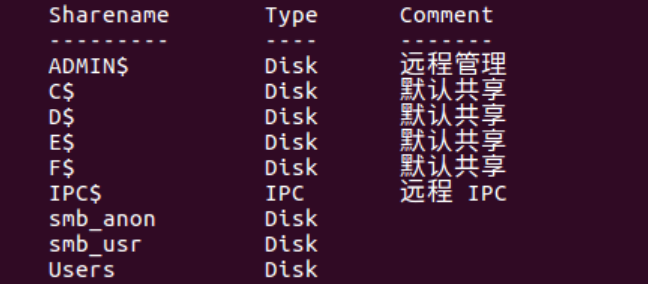 Sharename Type Comment
--------- ---- -------
ADMIN$ Disk 远程管理
C$ Disk 默认共享
D$ Disk 默认共享
E$ Disk 默认共享
F$ Disk 默认共享
IPC$ IPC 远程 IPC
smb_anon Disk
smb_usr Disk
Users Disk